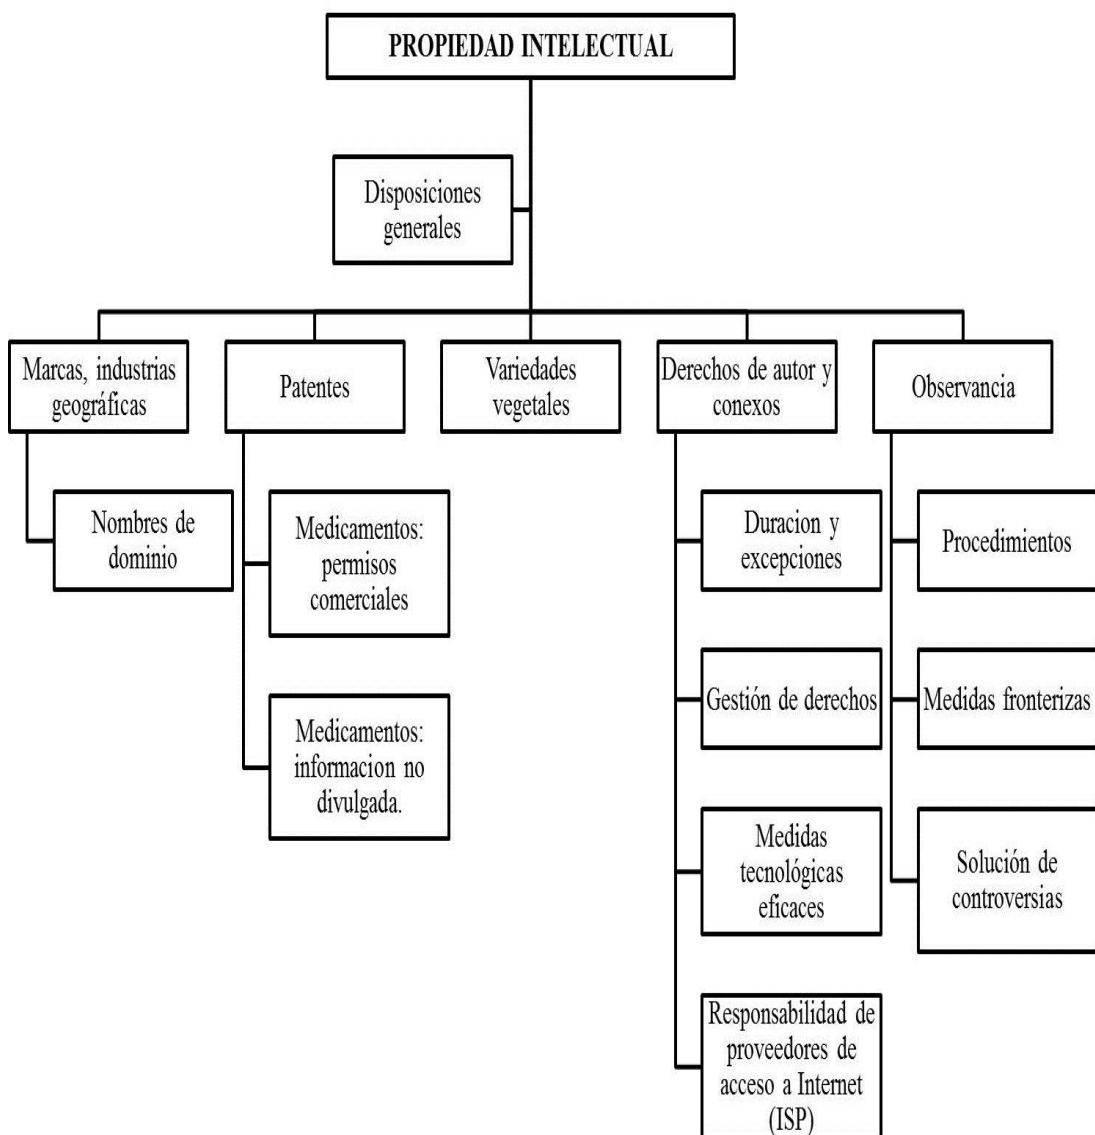 PROPIEDAD INTELECTUAL
Disposiciones
generales
Marcas, industrias
geográficas
Patentes
Variedades
vegetales
Derechos de autor y
conexos
Observancia
Nombres de
dominio
Medicamentos:
permisos
comerciales
Medicamentos:
informacion no
divulgada.
Duracion y
excepciones
Gestión de derechos
Medidas
tecnológicas
eficaces
Responsabilidad de
proveedores de
acceso a Internet
(ISP)
Procedimientos
Medidas fronterizas
Solución de
controversias